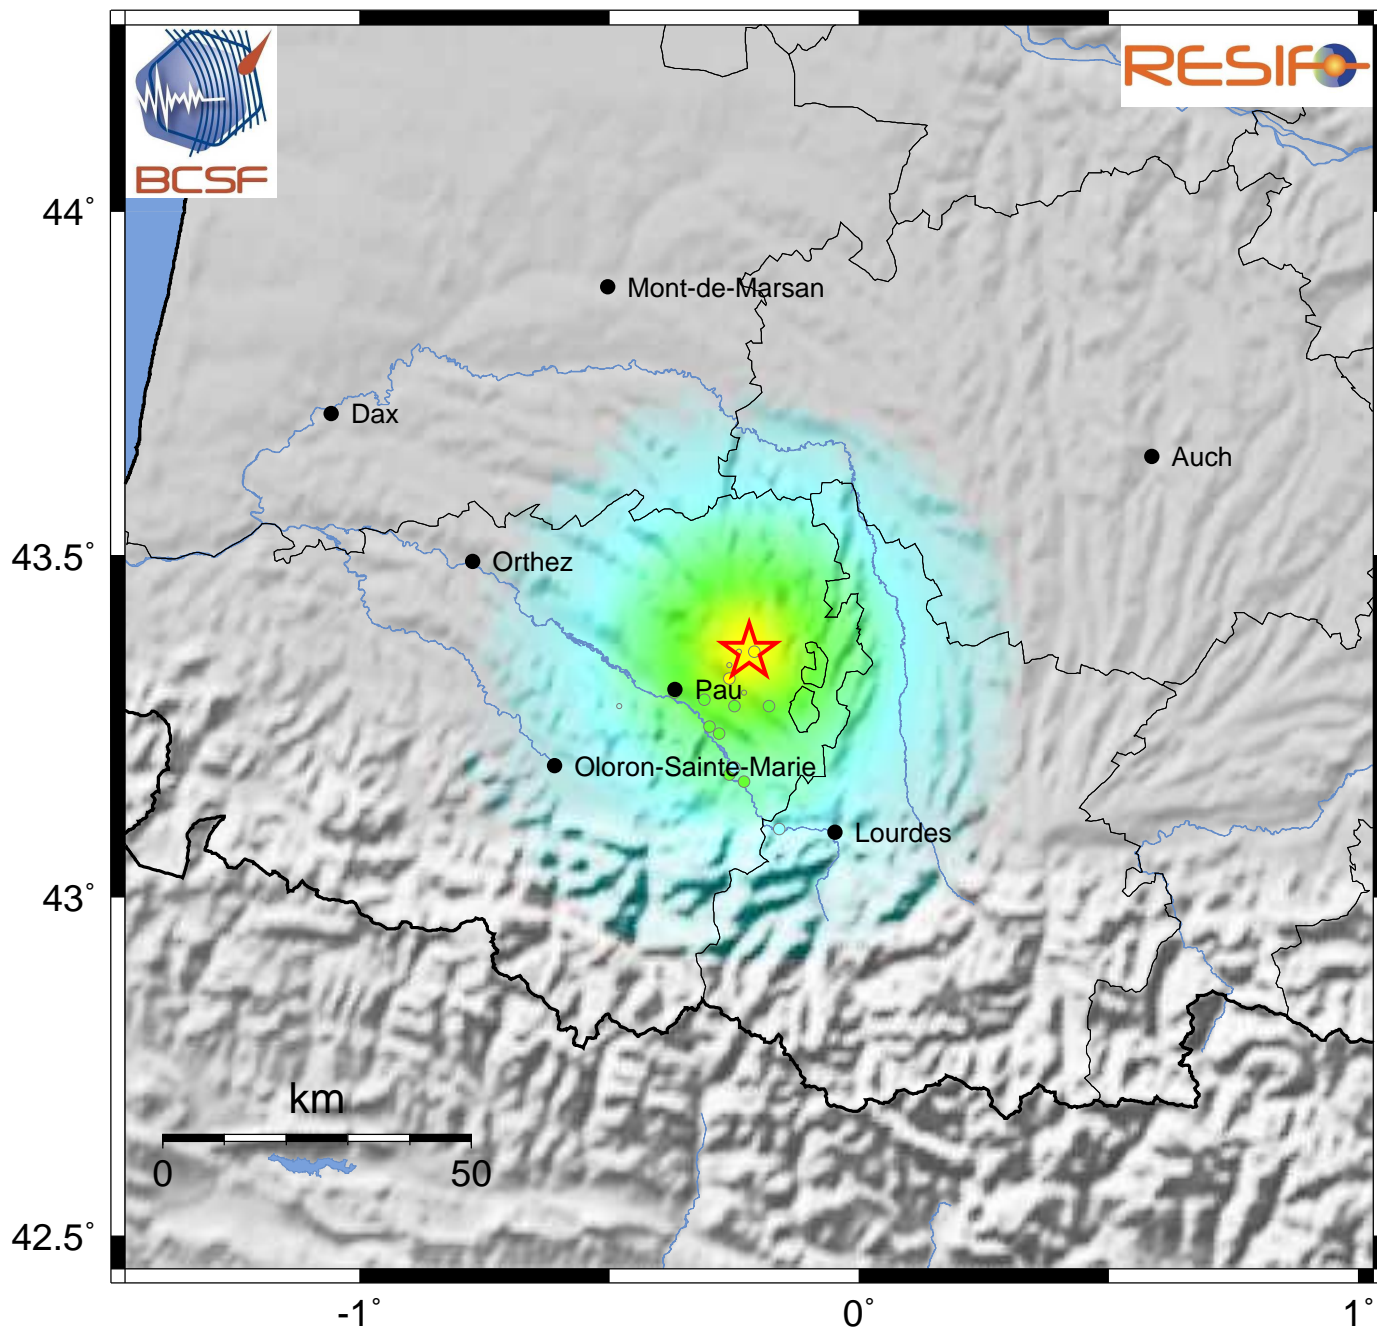 BCSF
RESIF
44°
Mont-de-Marsan
Dax
Auch
43.5°
Orthez
Pau
Oloron-Sainte-Marie
Lourdes
43°
km
0 50
42.5°
-1° 0° 1°